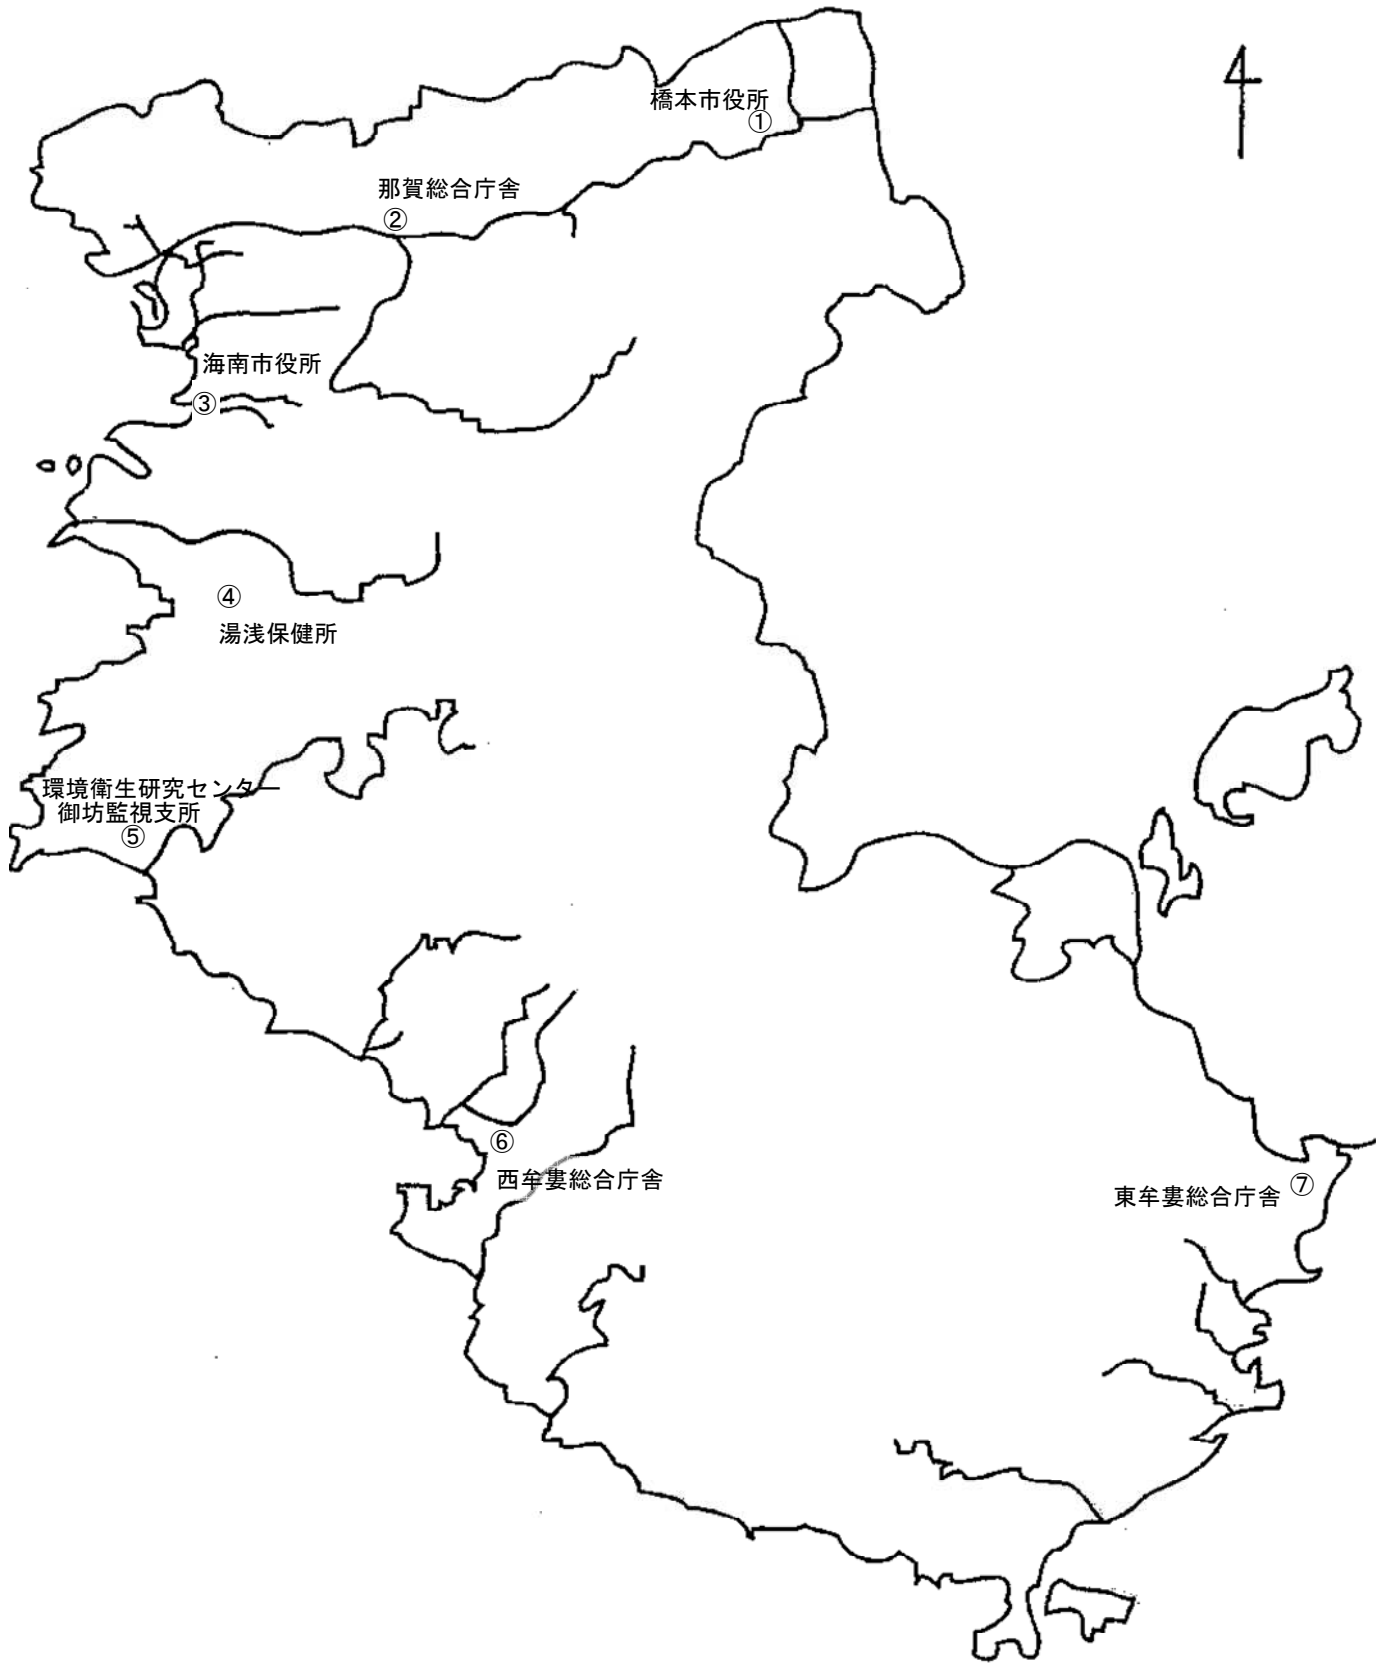 橋本市役所
①
那賀総合庁舎
②
海南市役所
③
④
湯浅保健所
環境衛生研究センター
御坊監視支所
⑤
⑥
西牟婁総合庁舎
東牟婁総合庁舎 ⑦